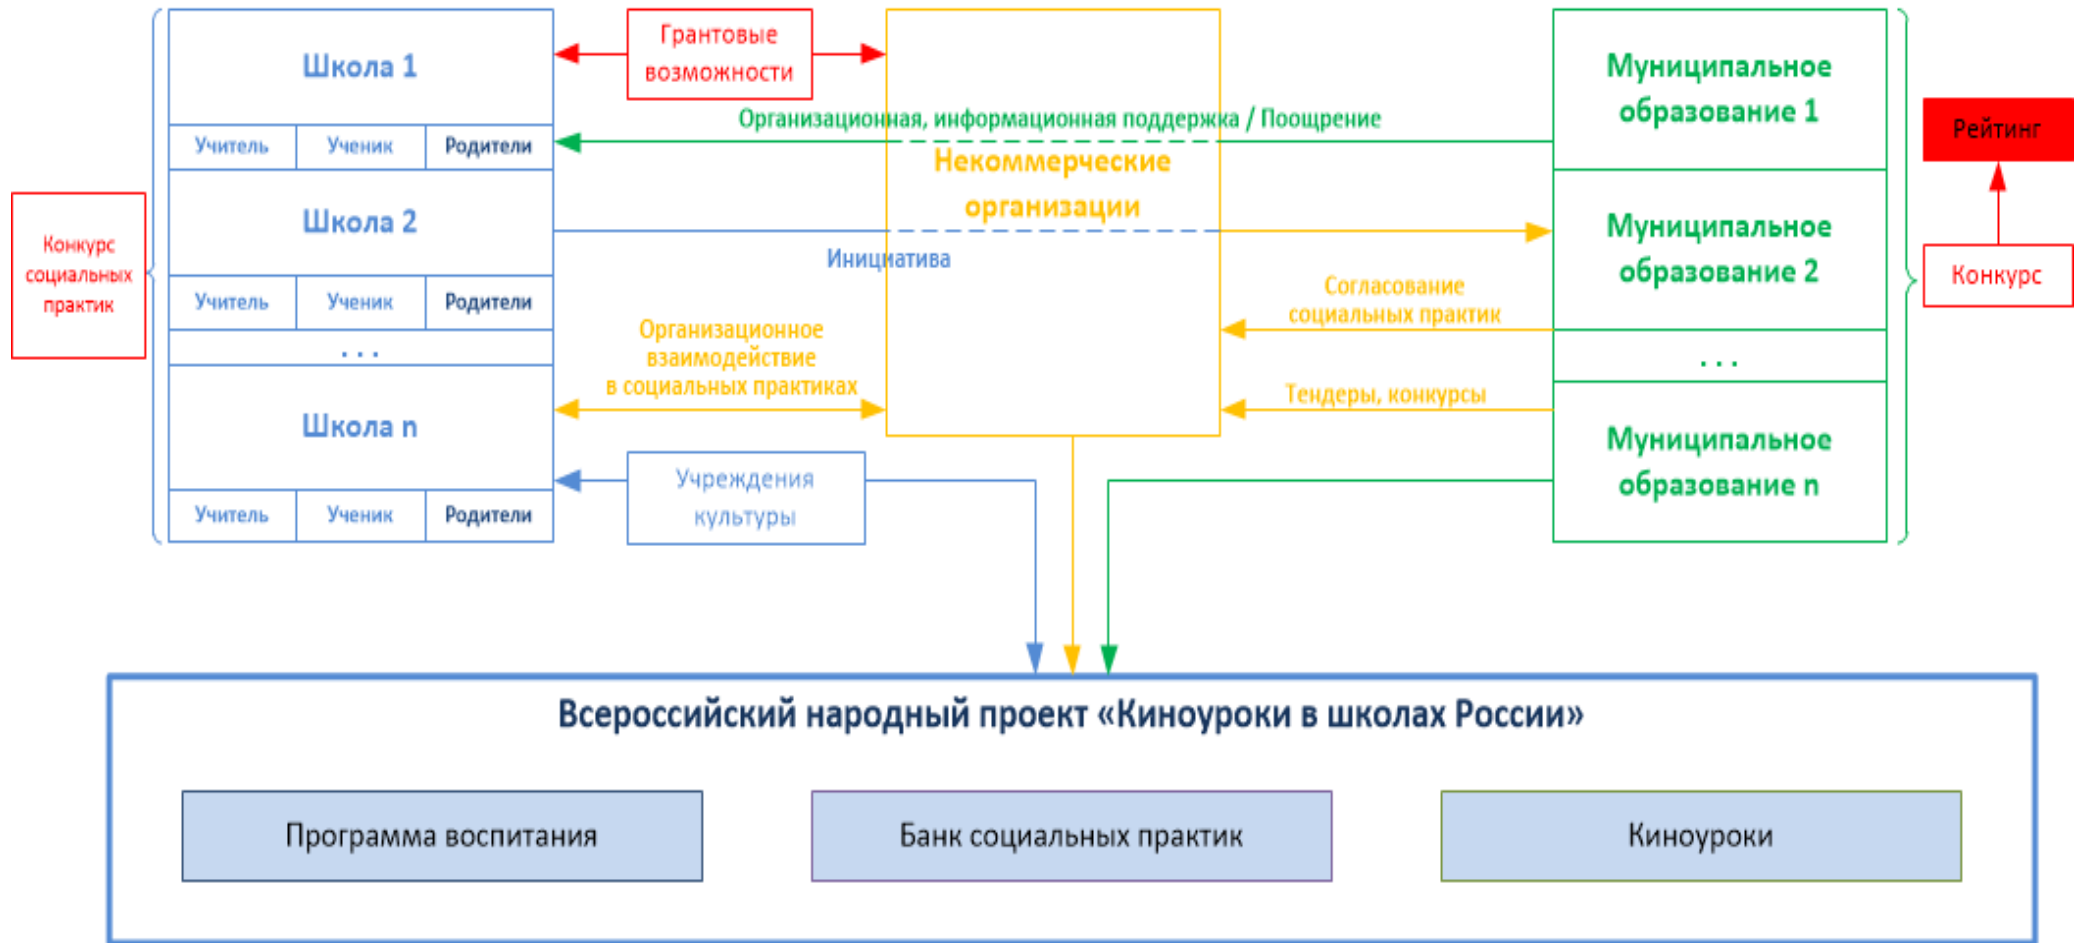 Школа 1
Учитель
Ученик
Родители
Школа 2
Учитель
Ученик
Родители
. . .
Школа n
Учитель
Ученик
Родители
Конкурс
социальных
практик
Грантовые
возможности
Организационная, информационная поддержка / Поощрение
Некоммерческие
организации
Инициатива
Организационное
взаимодействие
в социальных практиках
Учреждения
культуры
Согласование
социальных практик
Тендеры, конкурсы
Муниципальное
образование 1
Муниципальное
образование 2
. . .
Муниципальное
образование n
Рейтинг
Конкурс
Всероссийский народный проект «Киноуроки в школах России»
Программа воспитания
Банк социальных практик
Киноуроки